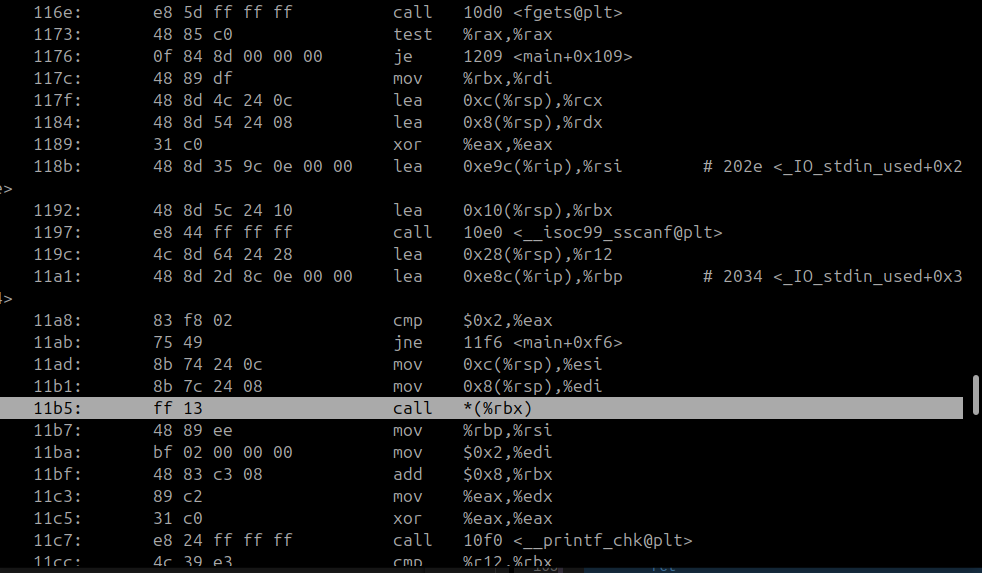 116e: e8 5d ff ff ff call 10d0 <fgets@plt>
1173: 48 85 c0 test %rax,%rax
1176: 0f 84 8d 00 00 00 je 1209 <main+0x109>
117c: 48 89 df mov %rbx,%rdi
117f: 48 8d 4c 24 0c lea 0xc(%rsp),%rcx
1184: 48 8d 54 24 08 lea 0x8(%rsp),%rdx
1189: 31 c0 xor %eax,%eax
118b: 48 8d 35 9c 0e 00 00 lea 0xe9c(%rip),%rsi # 202e <_IO_stdin_used+0x2
e>
1192: 48 8d 5c 24 10 lea 0x10(%rsp),%rbx
1197: e8 44 ff ff ff call 10e0 <__isoc99_sscanf@plt>
119c: 4c 8d 64 24 28 lea 0x28(%rsp),%r12
11a1: 48 8d 2d 8c 0e 00 00 lea 0xe8c(%rip),%rbp # 2034 <_IO_stdin_used+0x3
4>
11a8: 83 f8 02 cmp $0x2,%eax
11ab: 75 49 jne 11f6 <main+0xf6>
11ad: 8b 74 24 0c mov 0xc(%rsp),%esi
11b1: 8b 7c 24 08 mov 0x8(%rsp),%edi
11b5: ff 13 call *(%rbx)
11b7: 48 89 ee mov %rbp,%rsi
11ba: bf 02 00 00 00 mov $0x2,%edi
11bf: 48 83 c3 08 add $0x8,%rbx
11c3: 89 c2 mov %eax,%edx
11c5: 31 c0 xor %eax,%eax
11c7: e8 24 ff ff ff call 10f0 <__printf_chk@plt>
11cc: 4c 39 e3 cmp %r12,%rbx